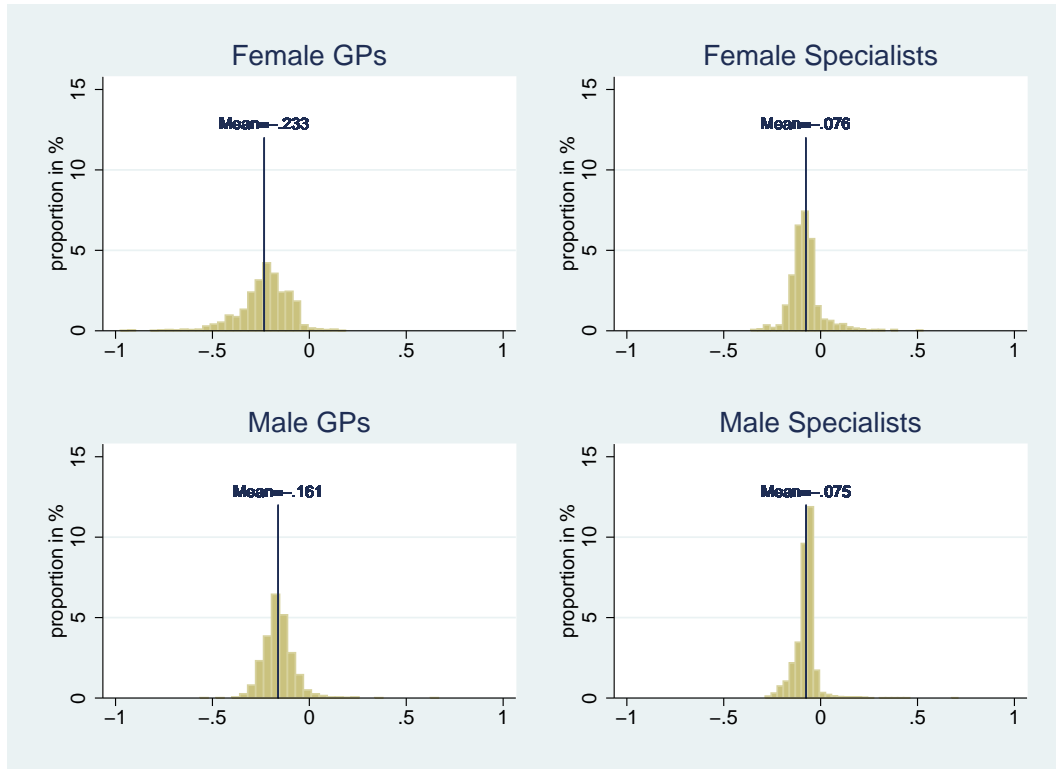 Female GPs
proportion in %
15
10
5
0
Mean=−.233
−1 −.5 0 .5 1
Female Specialists
proportion in %
15
10
5
0
Mean=−.076
−1 −.5 0 .5 1
Male GPs
proportion in %
15
10
5
0
Mean=−.161
−1 −.5 0 .5 1
Male Specialists
proportion in %
15
10
5
0
Mean=−.075
−1 −.5 0 .5 1